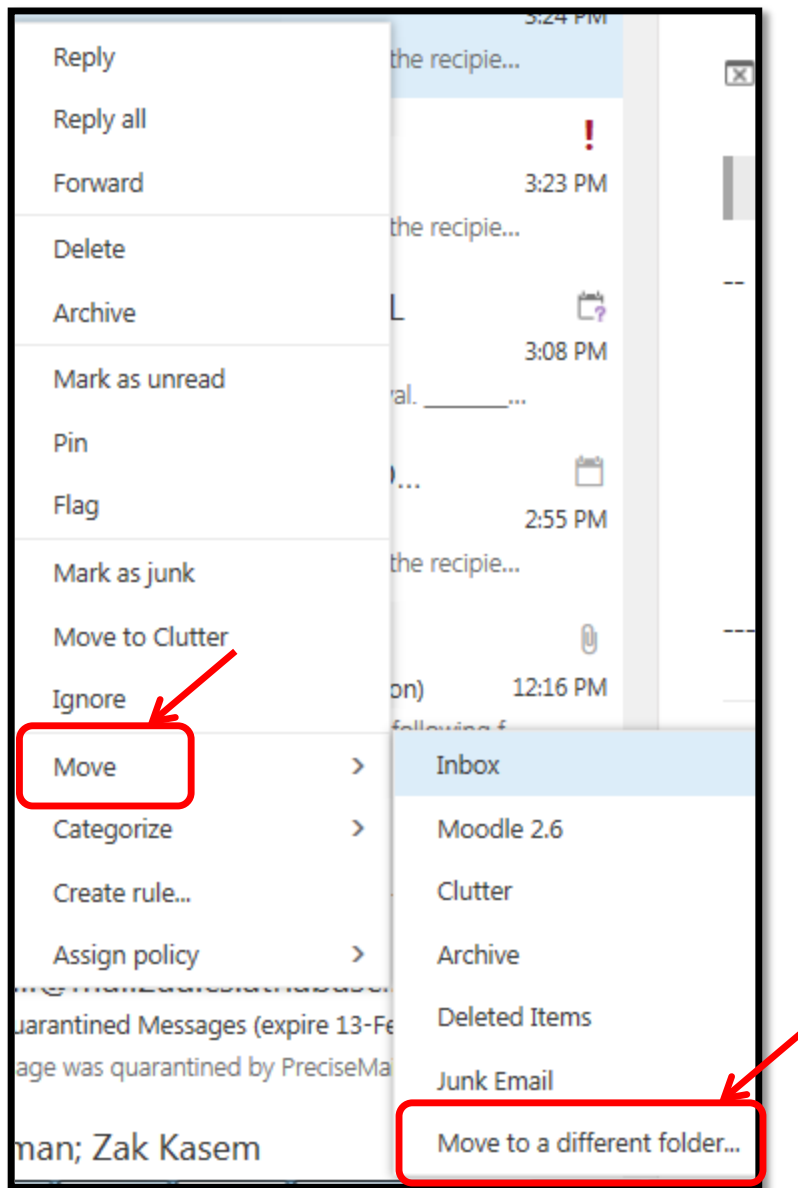 Reply
Reply all
Forward
Delete
Archive
Mark as unread
Pin
Flag
Mark as junk
Move to Clutter
Ignore
Move
Categorize
Create rule...
Assign policy
3:24 PM
the recipie...
3:23 PM
the recipie...
L
3:08 PM
val. _______...
...
2:55 PM
the recipie...
on) 12:16 PM
following f
Inbox
Moodle 2.6
Clutter
Archive
Deleted Items
Junk Email
Move to a different folder...
uarantined Messages (expire 13-Fe
age was quarantined by PreciseMa
man; Zak Kasem
--
---